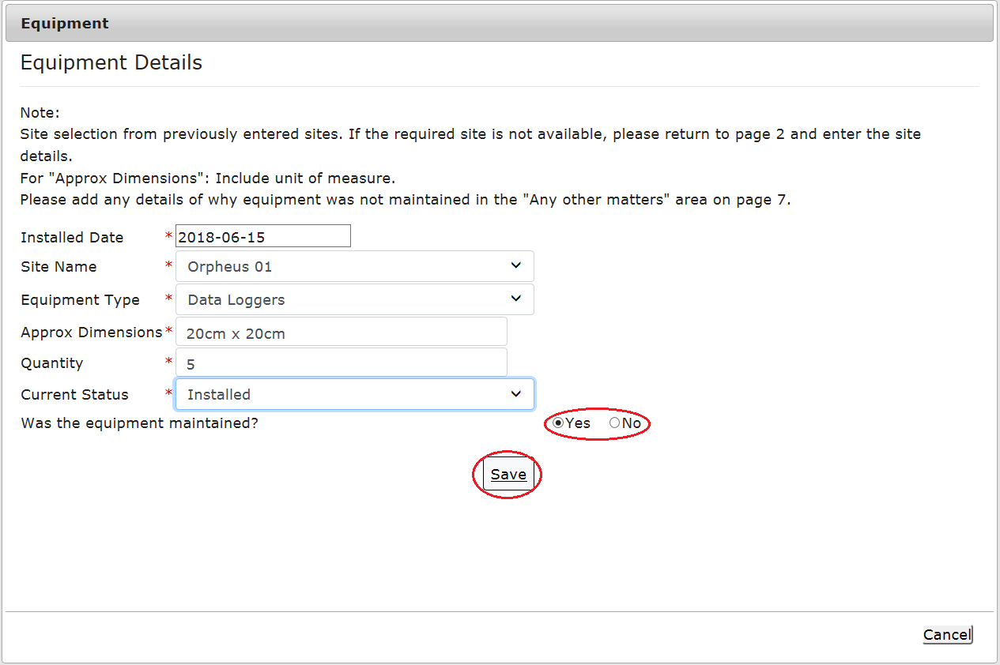 Equipment
Equipment Details
Note:
Site selection from previously entered sites. If the required site is not available, please return to page 2 and enter the site
details.
For "Approx Dimensions": Include unit of measure.
Please add any details of why equipment was not maintained in the "Any other matters" area on page 7.
Installed Date * 2018-06-15
Site Name * Orpheus 01
Equipment Type * Data Loggers
Approx Dimensions * 20cm x 20cm
Quantity * 5
Current Status * Installed
Was the equipment maintained? Yes No
Save
Cancel